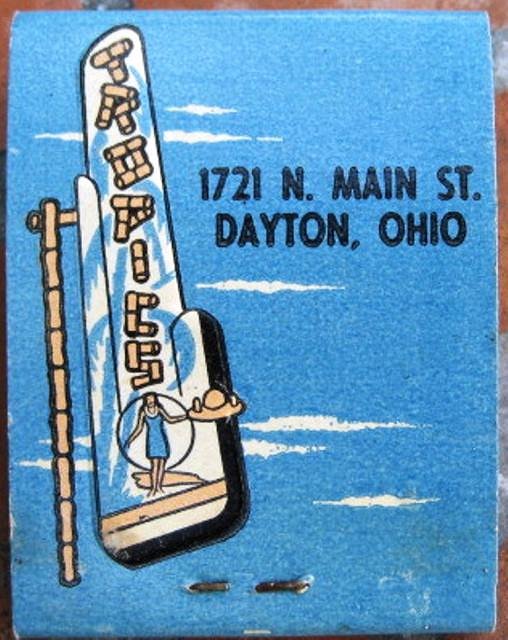 TROPICS
1721 N. MAIN ST.
DAYTON, OHIO